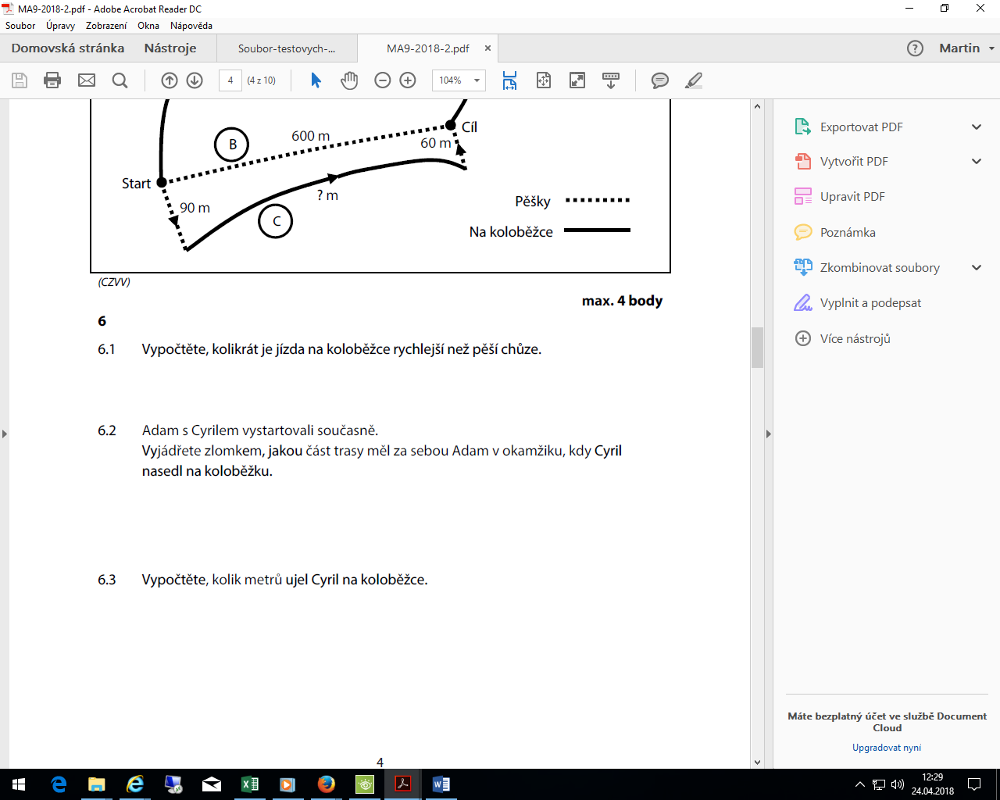 MA9-2018-2.pdf - Adobe Acrobat Reader DC
Soubor Úpravy Zobrazení Okna Nápověda
Domovská stránka Nástroje Soubor-testovych-... MA9-2018-2.pdf × ? Martin
4 (4 z 10) 104%
B
600 m
Cíl
60 m
Start
90 m
? m
C
Pěšky
Na koloběžce
(CZVV)
max. 4 body
6
6.1 Vypočtěte, kolikrát je jízda na koloběžce rychlejší než pěší chůze.
6.2 Adam s Cyrilem vystartovali současně.
Vyjádřete zlomkem, jakou část trasy měl za sebou Adam v okamžiku, kdy Cyril
nasedl na koloběžku.
6.3 Vypočtěte, kolik metrů ujel Cyril na koloběžce.
4
Exportovat PDF
Vytvořit PDF
Upravit PDF
Poznámka
Zkombinovat soubory
Vyplnit a podepsat
Více nástrojů
Máte bezplatný účet ve službě Document
Cloud
Upgradovat nyní
12:29
24.04.2018